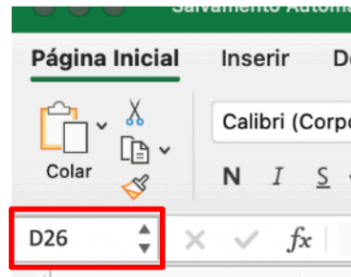 Salvamento Automá
Página Inicial Inserir De
Calibri (Corpo
Colar
N I S
D26 fx